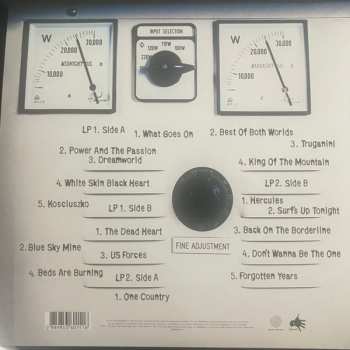 W
10,000
20,000
30,000
INPUT SELECTION
W
10,000
20,000
30,000
LP 1. Side A
1. What Goes On
2. Power And The Passion
3. Dreamworld
4. White Skin Black Heart
5. Kosciuszko
LP 1. Side B
1. The Dead Heart
2. Blue Sky Mine
3. US Forces
4. Beds Are Burning
LP 2. Side A
1. One Country
2. Best Of Both Worlds
3. Truganini
4. King Of The Mountain
LP2. Side B
1. Hercules
2. Surf's Up Tonight
3. Back On The Borderline
4. Don't Wanna Be The One
5. Forgotten Years
FINE ADJUSTMENT